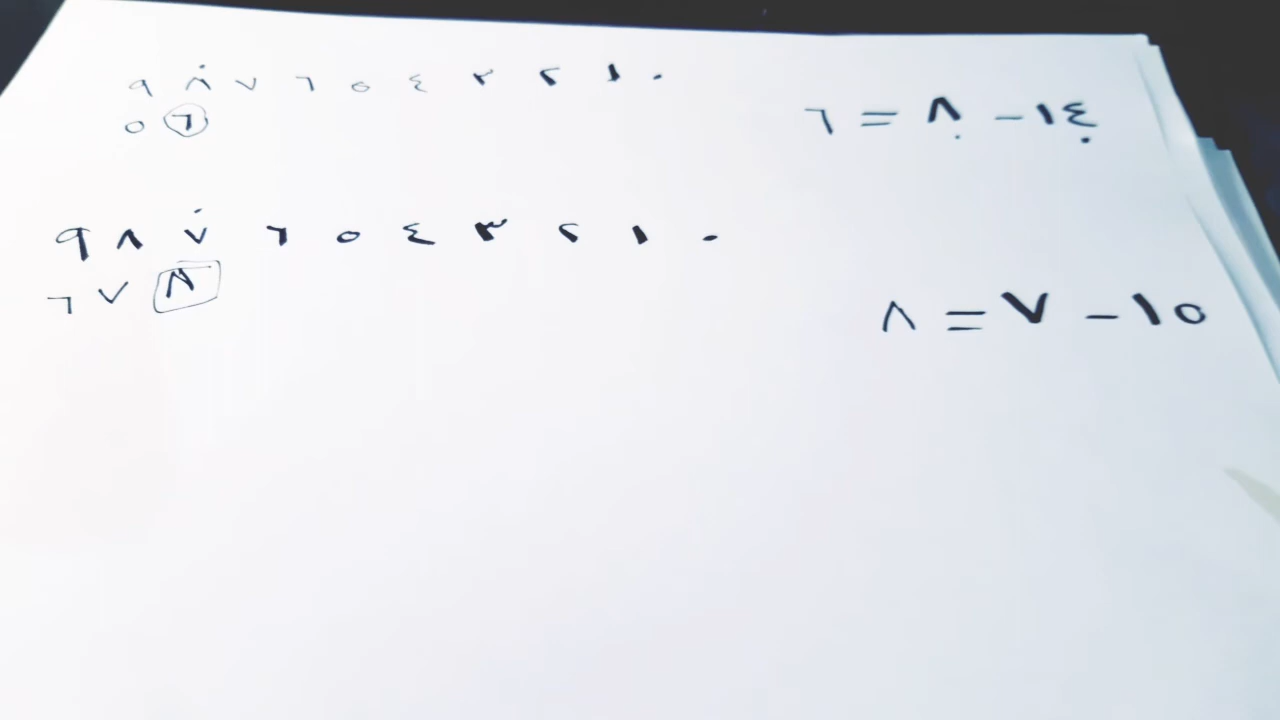 ١٤ - ٨ = ٦
٠ ١ ٢ ٣ ٤ ٥ ٦ ٧ ٨ ٩
٦ ٥
١٥ - ٧ = ٨
٠ ١ ٢ ٣ ٤ ٥ ٦ ٧ ٨ ٩
٨ ٧ ٦